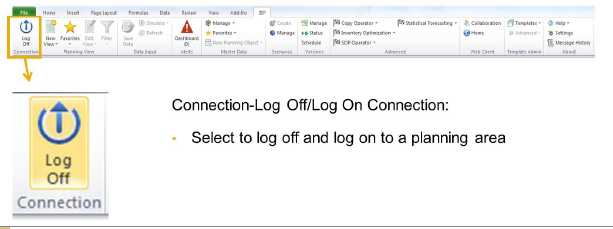 File Home Insert Page Layout Formulas Data Review View Add-Ins IBP
Log Off New View Favorites Edit View Filter Save Data Simulate Refresh Dashboard (0) Manage Favorites New Planning Object Create Manage Manage Status Schedule Copy Operator Inventory Optimization SOP Operator Statistical Forecasting Collaboration Home Templates Advanced Help Settings Message History
Connection Planning View Data Input Alerts Master Data Scenarios Versions Advanced Web Client Template Admin About
Connection-Log Off/Log On Connection:
• Select to log off and log on to a planning area
Log
Off
Connection